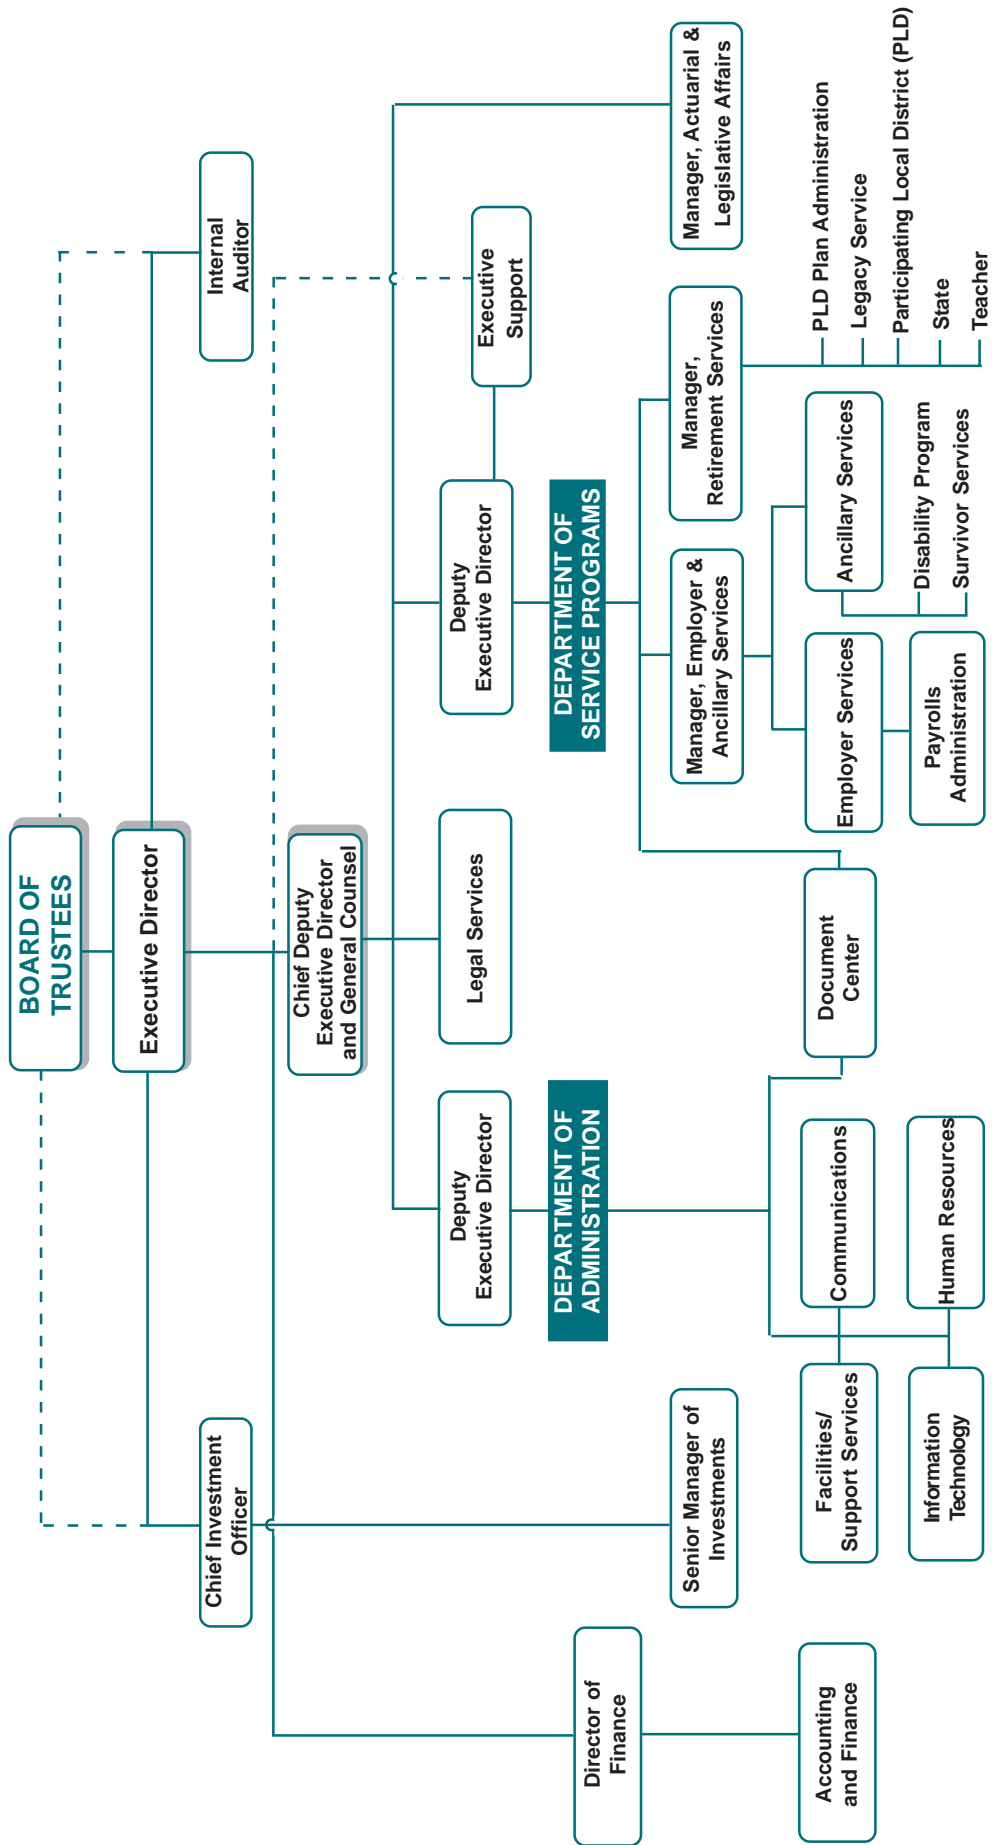 BOARD OF
TRUSTEES
Executive Director
Chief Investment
Officer
Internal
Auditor
Chief Deputy
Executive Director
and General Counsel
Deputy
Executive Director
Legal Services
Deputy
Executive Director
Executive
Support
DEPARTMENT OF
ADMINISTRATION
DEPARTMENT OF
SERVICE PROGRAMS
Director of
Finance
Senior Manager of
Investments
Manager, Employer &
Ancillary Services
Manager,
Retirement Services
Manager, Actuarial &
Legislative Affairs
Accounting
and Finance
Facilities/
Support Services
Communications
Document
Center
Employer Services
Ancillary Services
PLD Plan Administration
Legacy Service
Participating Local District (PLD)
State
Teacher
Information
Technology
Human Resources
Payrolls
Administration
Disability Program
Survivor Services